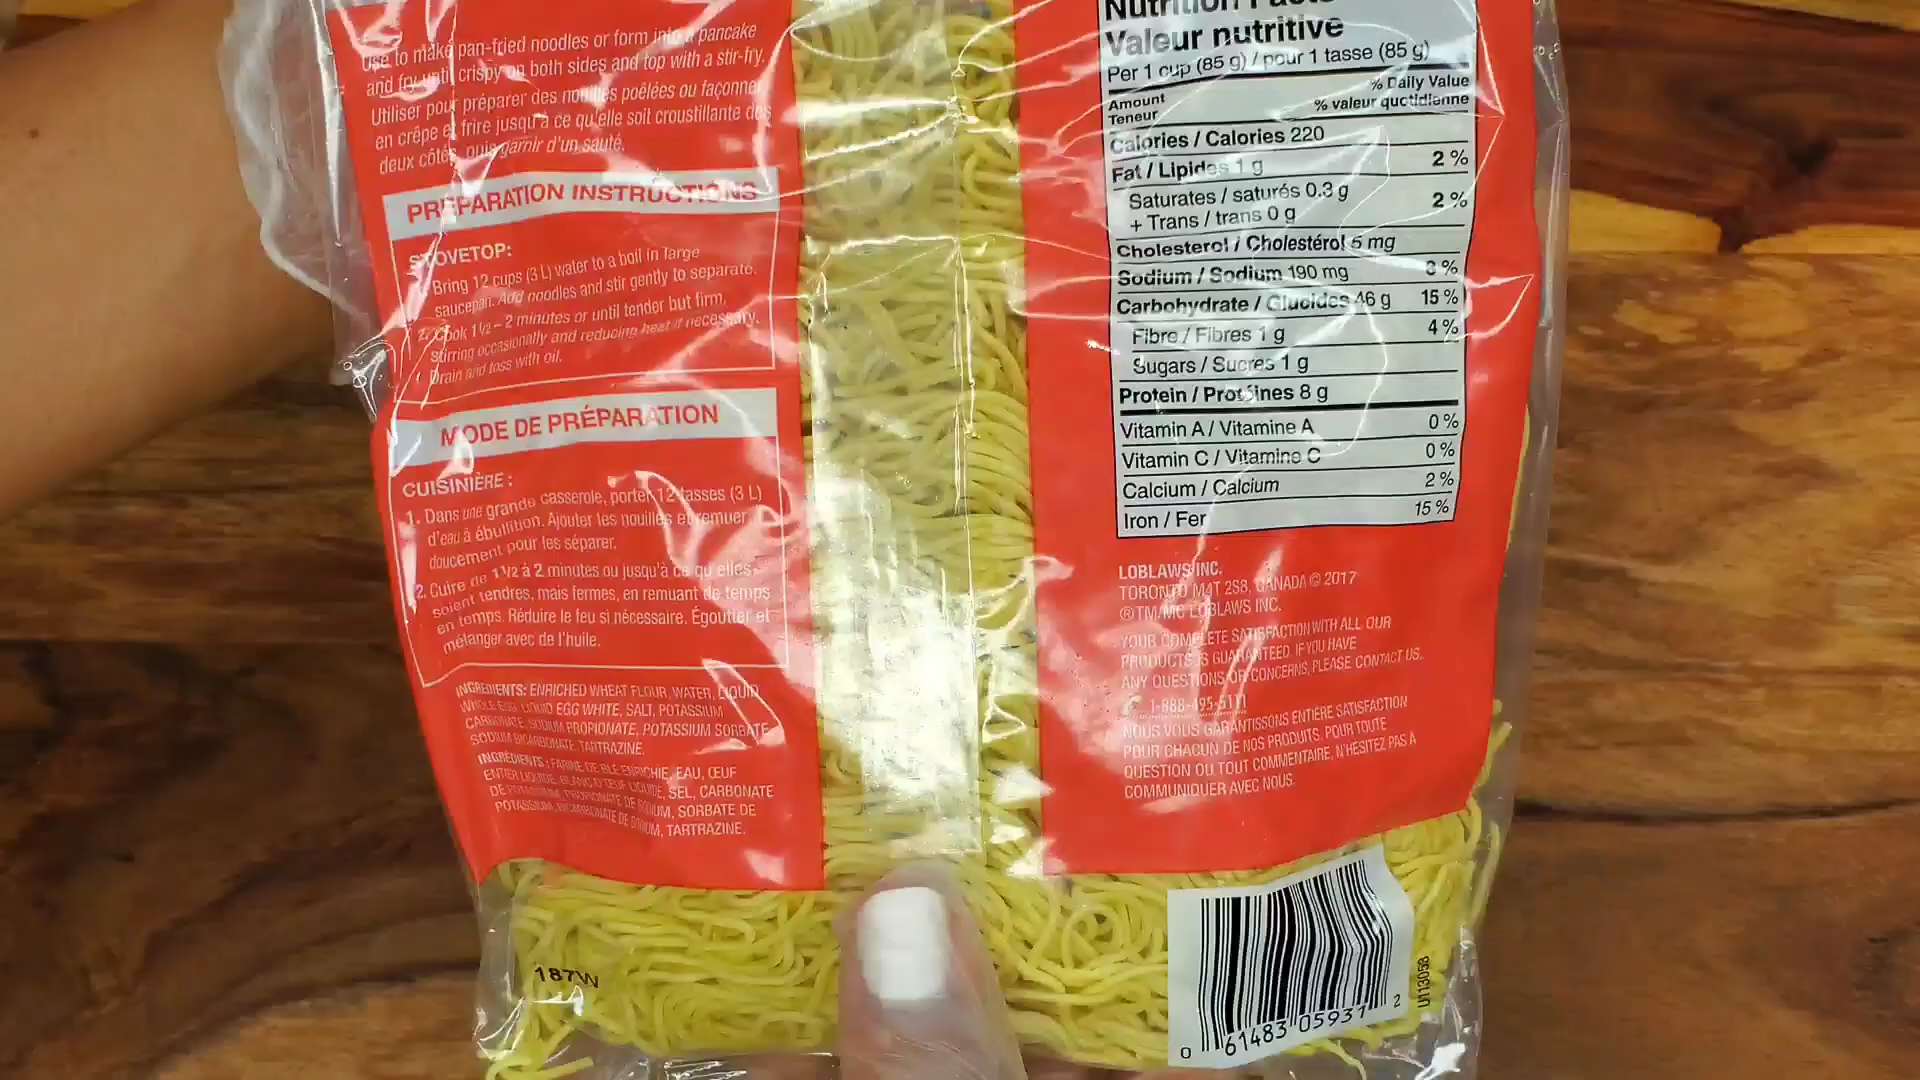 Use to make pan-fried noodles or form into a pancake
and fry until crispy on both sides and top with a stir-fry.
Utiliser pour préparer des nouilles poêlées ou façonner
en crêpe et frire jusqu'à ce qu'elle soit croustillante des
deux côtés, puis garnir d'un sauté.
PREPARATION INSTRUCTIONS
STOVETOP:
Bring 12 cups (3 L) water to a boil in large
saucepan. Add noodles and stir gently to separate.
2. Cook 1 1/2 – 2 minutes or until tender but firm,
stirring occasionally and reducing heat if necessary.
Drain and toss with oil.
MODE DE PRÉPARATION
CUISINIÈRE :
1. Dans une grande casserole, porter 12 tasses (3 L)
d'eau à ébullition. Ajouter les nouilles et remuer
doucement pour les séparer.
2. Cuire de 1 1/2 à 2 minutes ou jusqu'à ce qu'elles
soient tendres, mais fermes, en remuant de temps
en temps. Réduire le feu si nécessaire. Égoutter et
mélanger avec de l'huile.
INGREDIENTS: ENRICHED WHEAT FLOUR, WATER, LIQUID
WHOLE EGG, LIQUID EGG WHITE, SALT, POTASSIUM
CARBONATE, SODIUM PROPIONATE, POTASSIUM SORBATE,
SODIUM BICARBONATE, TARTRAZINE.
INGRÉDIENTS : FARINE DE BLÉ ENRICHIE, EAU, ŒUF
ENTIER LIQUIDE, BLANC D'ŒUF LIQUIDE, SEL, CARBONATE
DE POTASSIUM, PROPIONATE DE SODIUM, SORBATE DE
POTASSIUM, BICARBONATE DE SODIUM, TARTRAZINE.
187W
Nutrition Facts
Valeur nutritive
Per 1 cup (85 g) / pour 1 tasse (85 g)
Amount % Daily Value
Teneur % valeur quotidienne
Calories / Calories 220
Fat / Lipides 1 g 2 %
Saturates / saturés 0.3 g 2 %
+ Trans / trans 0 g
Cholesterol / Cholestérol 5 mg
Sodium / Sodium 190 mg 8 %
Carbohydrate / Glucides 46 g 15 %
Fibre / Fibres 1 g 4 %
Sugars / Sucres 1 g
Protein / Protéines 8 g
Vitamin A / Vitamine A 0 %
Vitamin C / Vitamine C 0 %
Calcium / Calcium 2 %
Iron / Fer 15 %
LOBLAWS INC.
TORONTO M4T 2S8, CANADA © 2017
®TM/MC LOBLAWS INC.
YOUR COMPLETE SATISFACTION WITH ALL OUR
PRODUCTS IS GUARANTEED. IF YOU HAVE
ANY QUESTIONS OR CONCERNS, PLEASE CONTACT US.
1-888-495-5111
NOUS VOUS GARANTISSONS ENTIÈRE SATISFACTION
POUR CHACUN DE NOS PRODUITS. POUR TOUTE
QUESTION OU TOUT COMMENTAIRE, N'HÉSITEZ PAS À
COMMUNIQUER AVEC NOUS.
0 61483 05931 2
U113053